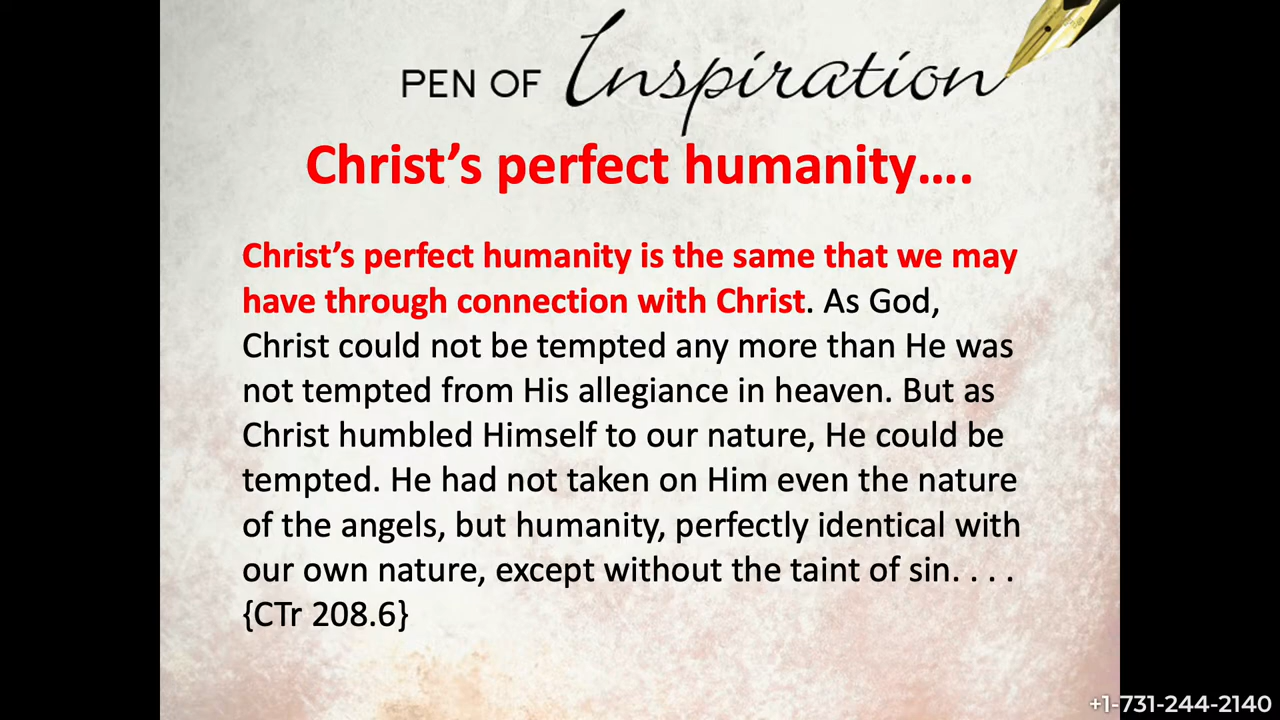 PEN OF Inspiration
Christ’s perfect humanity….
Christ’s perfect humanity is the same that we may
have through connection with Christ. As God,
Christ could not be tempted any more than He was
not tempted from His allegiance in heaven. But as
Christ humbled Himself to our nature, He could be
tempted. He had not taken on Him even the nature
of the angels, but humanity, perfectly identical with
our own nature, except without the taint of sin. . . .
{CTr 208.6}
+1-731-244-2140